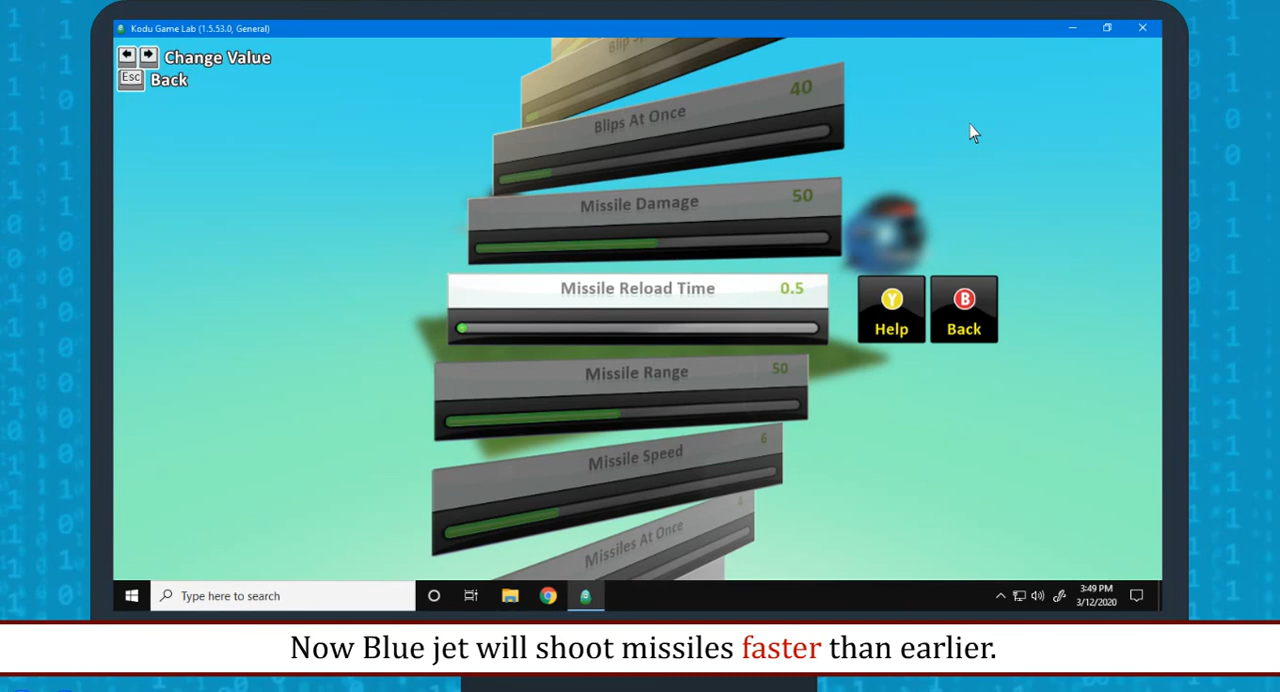 Kodu Game Lab (1.5.53.0, General)
Change Value
Esc Back
Blips At Once 40
Missile Damage 50
Missile Reload Time 0.5
Y Help
B Back
Missile Range 50
Missile Speed 6
Missiles At Once
Type here to search
3:49 PM
3/12/2020
Now Blue jet will shoot missiles faster than earlier.